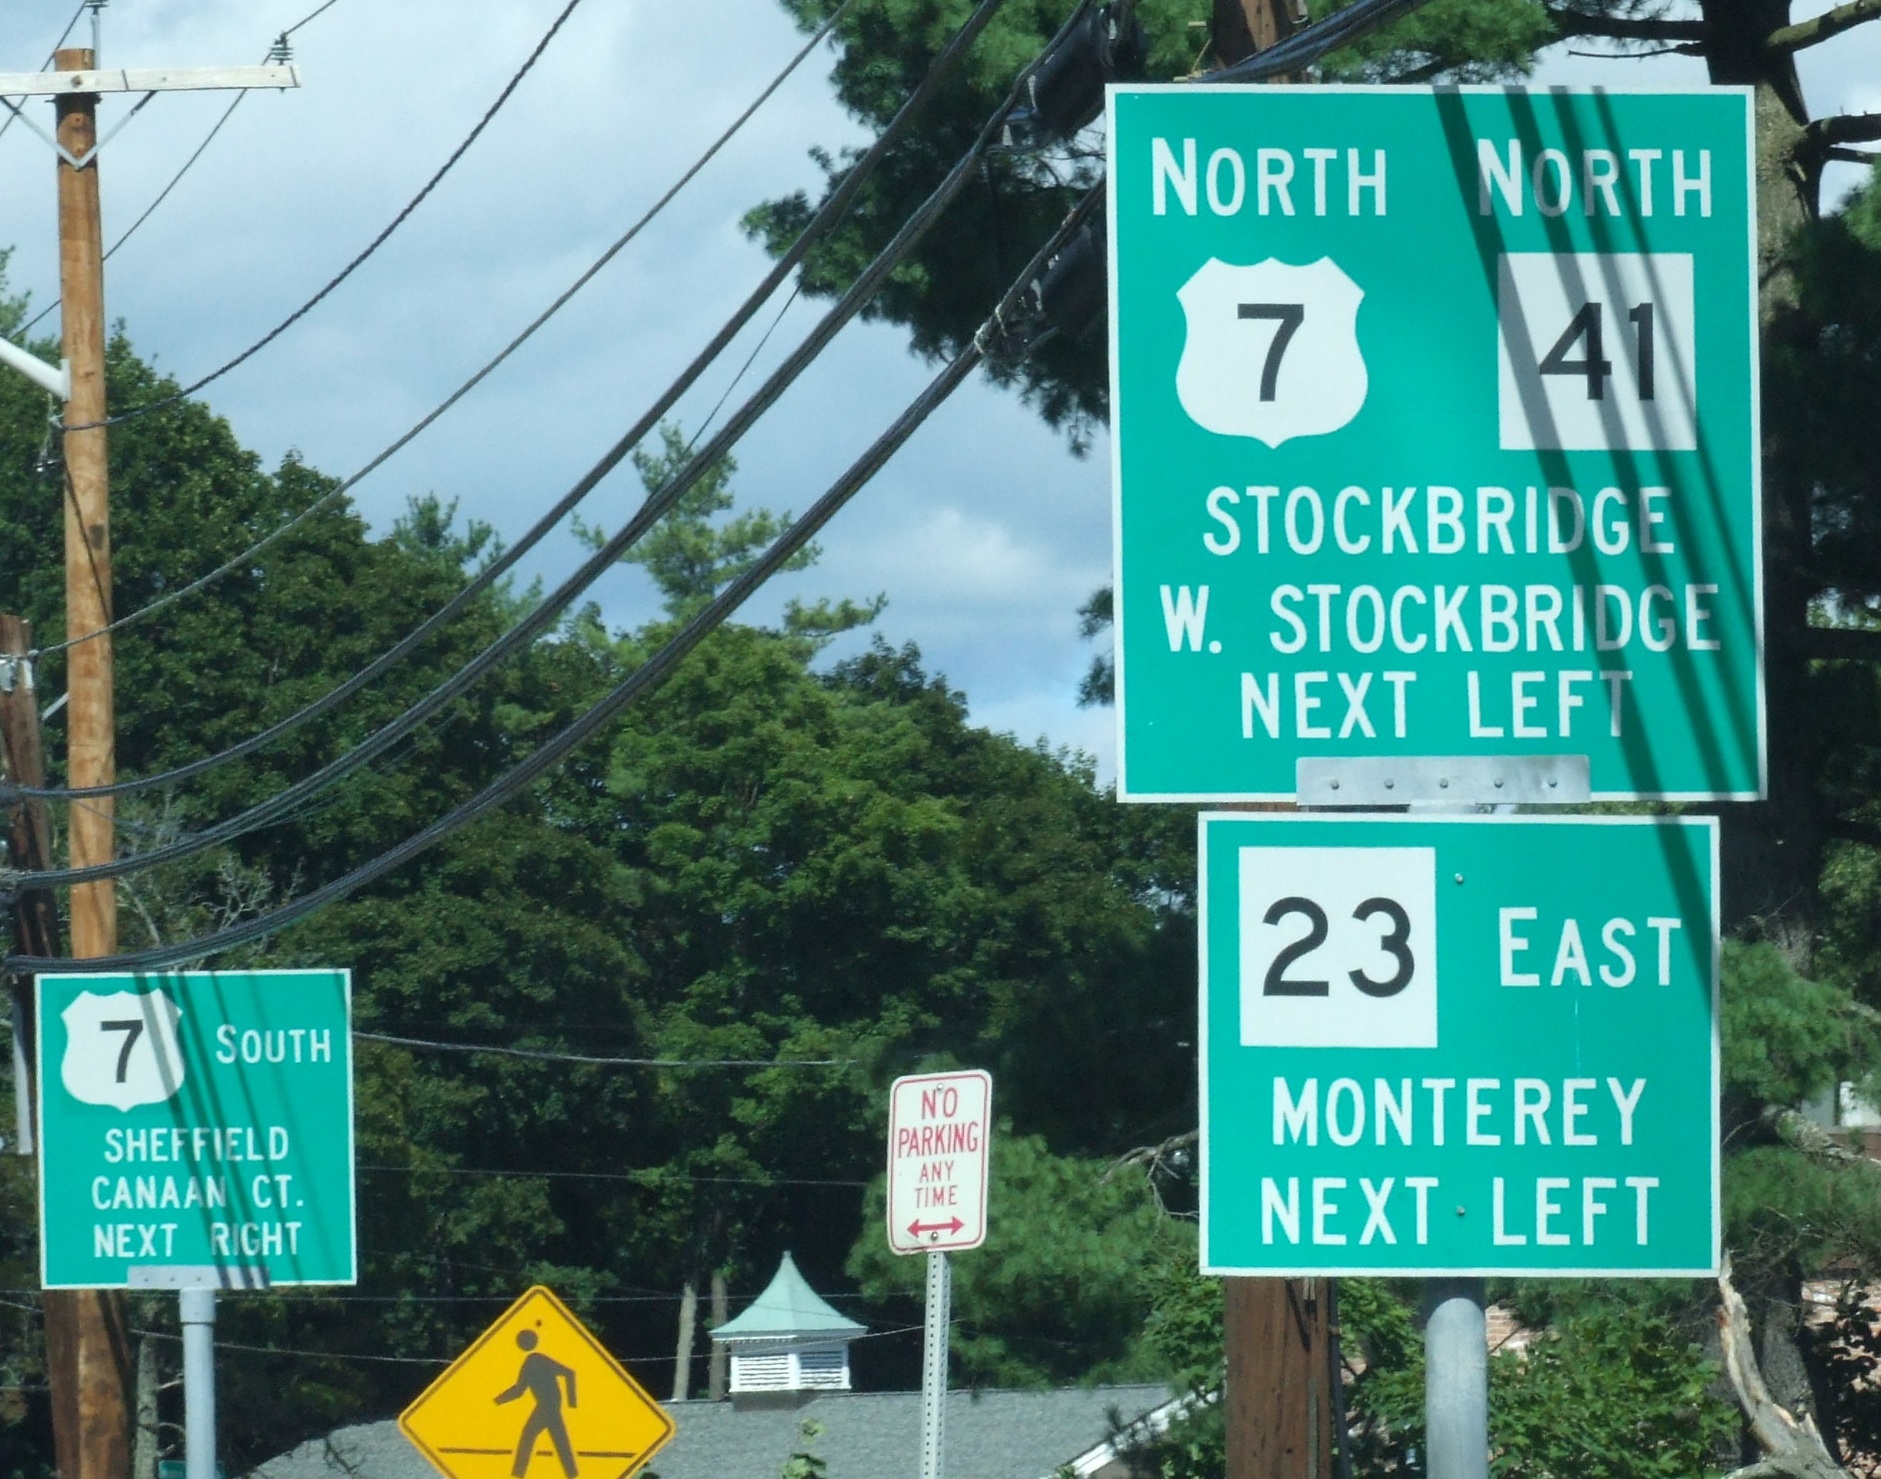 NORTH NORTH
7 41
STOCKBRIDGE
W. STOCKBRIDGE
NEXT LEFT
23 EAST
MONTEREY
NEXT LEFT
7 SOUTH
SHEFFIELD
CANAAN CT.
NEXT RIGHT
NO
PARKING
ANY
TIME